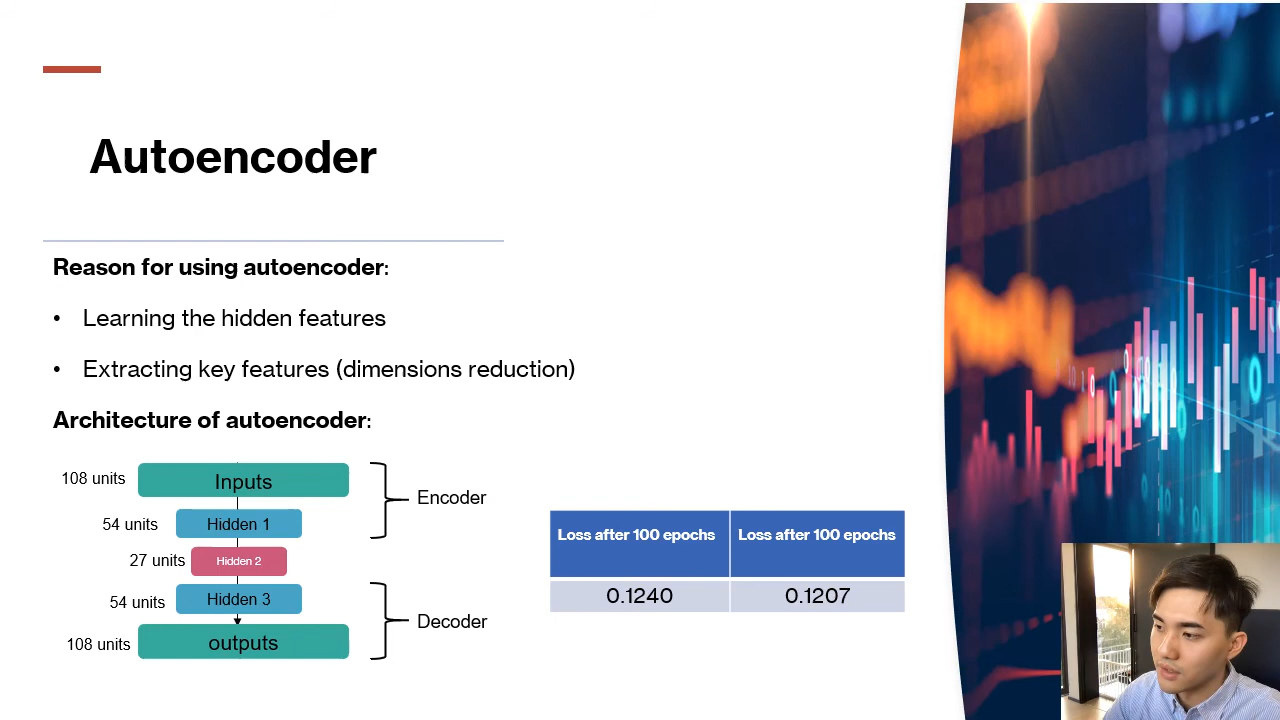 Autoencoder
Reason for using autoencoder:
• Learning the hidden features
• Extracting key features (dimensions reduction)
Architecture of autoencoder:
108 units
Inputs
54 units
Hidden 1
27 units
Hidden 2
54 units
Hidden 3
108 units
outputs
Encoder
Decoder
Loss after 100 epochs
Loss after 100 epochs
0.1240
0.1207